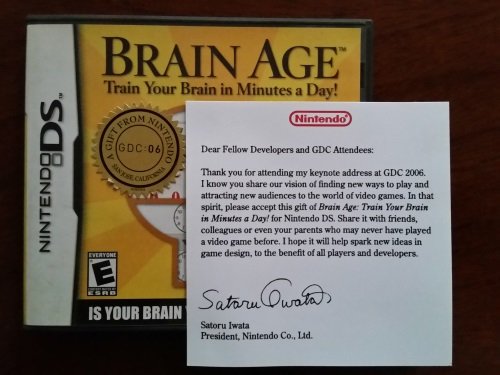 BRAIN AGE™
Train Your Brain in Minutes a Day!
NINTENDO DS™
A GIFT FROM NINTENDO
GDC:06
SAN JOSE, CALIFORNIA
EVERYONE
E
ESRB
IS YOUR BRAIN
Nintendo
Dear Fellow Developers and GDC Attendees:
Thank you for attending my keynote address at GDC 2006.
I know you share our vision of finding new ways to play and
attracting new audiences to the world of video games. In that
spirit, please accept this gift of Brain Age: Train Your Brain
in Minutes a Day! for Nintendo DS. Share it with friends,
colleagues or even your parents who may never have played
a video game before. I hope it will help spark new ideas in
game design, to the benefit of all players and developers.
Satoru Iwata
Satoru Iwata
President, Nintendo Co., Ltd.